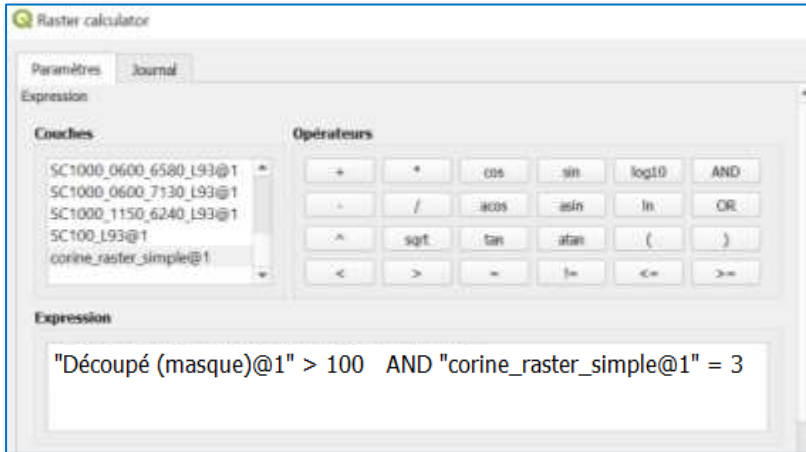 Raster calculator
Paramètres Journal
Expression
Couches Opérateurs
SC1000_0600_6580_L93@1
SC1000_0600_7130_L93@1
SC1000_1150_6240_L93@1
SC100_L93@1
corine_raster_simple@1
+ * cos sin log10 AND
- / acos asin ln OR
^ sqrt tan atan ( )
< > = != <= >=
Expression
"Découpé (masque)@1" > 100 AND "corine_raster_simple@1" = 3